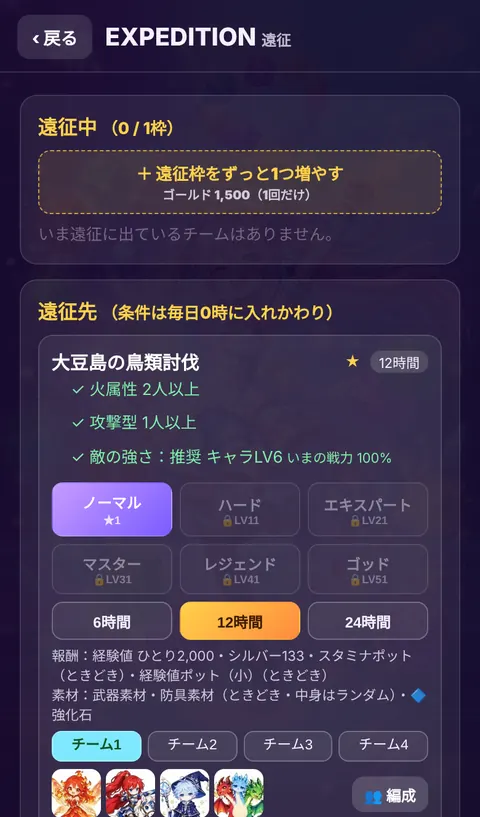 ‹ 戻る EXPEDITION 遠征
遠征中 （0 / 1枠）
＋ 遠征枠をずっと1つ増やす
ゴールド 1,500（1回だけ）
いま遠征に出ているチームはありません。
遠征先 （条件は毎日0時に入れかわり）
大豆島の鳥類討伐 ★ 12時間
✓ 火属性 2人以上
✓ 攻撃型 1人以上
✓ 敵の強さ：推奨 キャラLV6 いまの戦力 100%
ノーマル ハード エキスパート
★1 🔒LV11 🔒LV21
マスター レジェンド ゴッド
🔒LV31 🔒LV41 🔒LV51
6時間 12時間 24時間
報酬：経験値 ひとり2,000・シルバー133・スタミナポット
（ときどき）・経験値ポット（小）（ときどき）
素材：武器素材・防具素材（ときどき・中身はランダム）・🔷
強化石
チーム1 チーム2 チーム3 チーム4
👥 編成